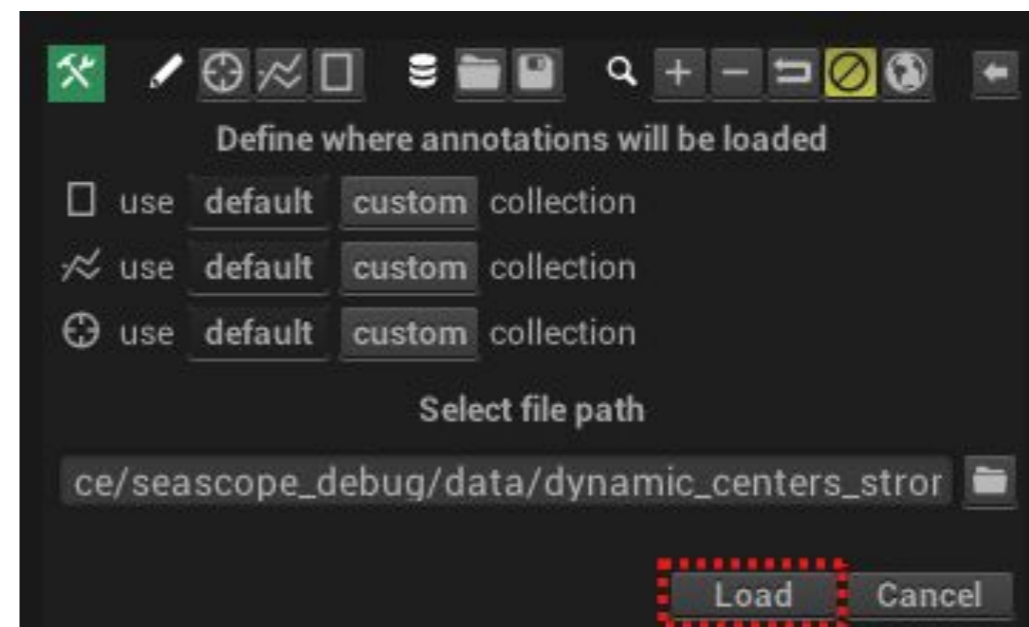 Define where annotations will be loaded
use default custom collection
use default custom collection
use default custom collection
Select file path
ce/seascope_debug/data/dynamic_centers_stror
Load Cancel